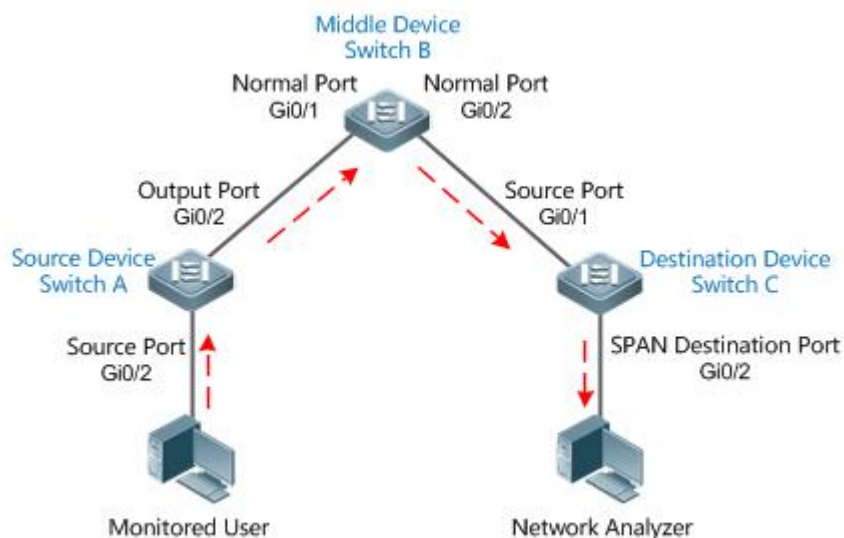 Middle Device
Switch B
Normal Port
Gi0/1
Normal Port
Gi0/2
Output Port
Gi0/2
Source Port
Gi0/1
Source Device
Switch A
Destination Device
Switch C
Source Port
Gi0/2
SPAN Destination Port
Gi0/2
Monitored User
Network Analyzer